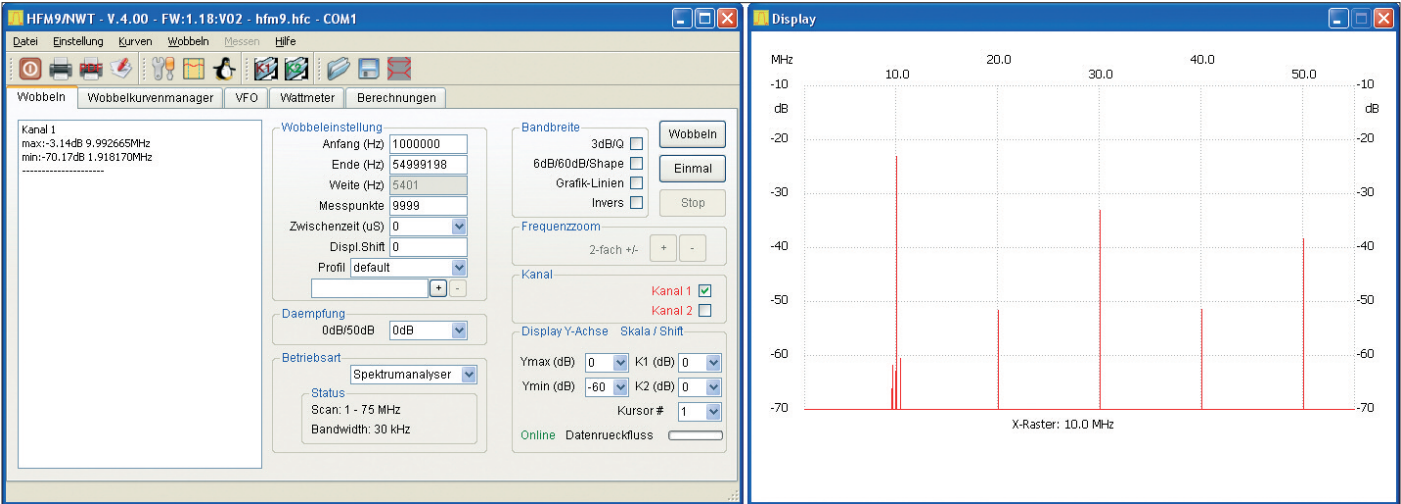 HFM9/NWT - V.4.00 - FW:1.18:V02 - hfm9.hfc - COM1
Datei Einstellung Kurven Wobbeln Messen Hilfe
K1 K2
Wobbeln Wobbelkurvenmanager VFO Wattmeter Berechnungen
Kanal 1
max:-3.14dB 9.992665MHz
min:-70.17dB 1.918170MHz
---------------------
Wobbeleinstellung
Anfang (Hz) 1000000
Ende (Hz) 54999198
Weite (Hz) 5401
Messpunkte 9999
Zwischenzeit (uS) 0
Displ.Shift 0
Profil default
+ -
Daempfung
0dB/50dB 0dB
Betriebsart
Spektrumanalyser
Status
Scan: 1 - 75 MHz
Bandwidth: 30 kHz
Bandbreite
3dB/Q
6dB/60dB/Shape
Grafik-Linien
Invers
Wobbeln
Einmal
Stop
Frequenzzoom
2-fach +/- + -
Kanal
Kanal 1
Kanal 2
Display Y-Achse Skala / Shift
Ymax (dB) 0 K1 (dB) 0
Ymin (dB) -60 K2 (dB) 0
Kursor # 1
Online Datenrueckfluss
Display
MHz 20.0 40.0
10.0 30.0 50.0
-10 -10
dB dB
-20 -20
-30 -30
-40 -40
-50 -50
-60 -60
-70 -70
X-Raster: 10.0 MHz